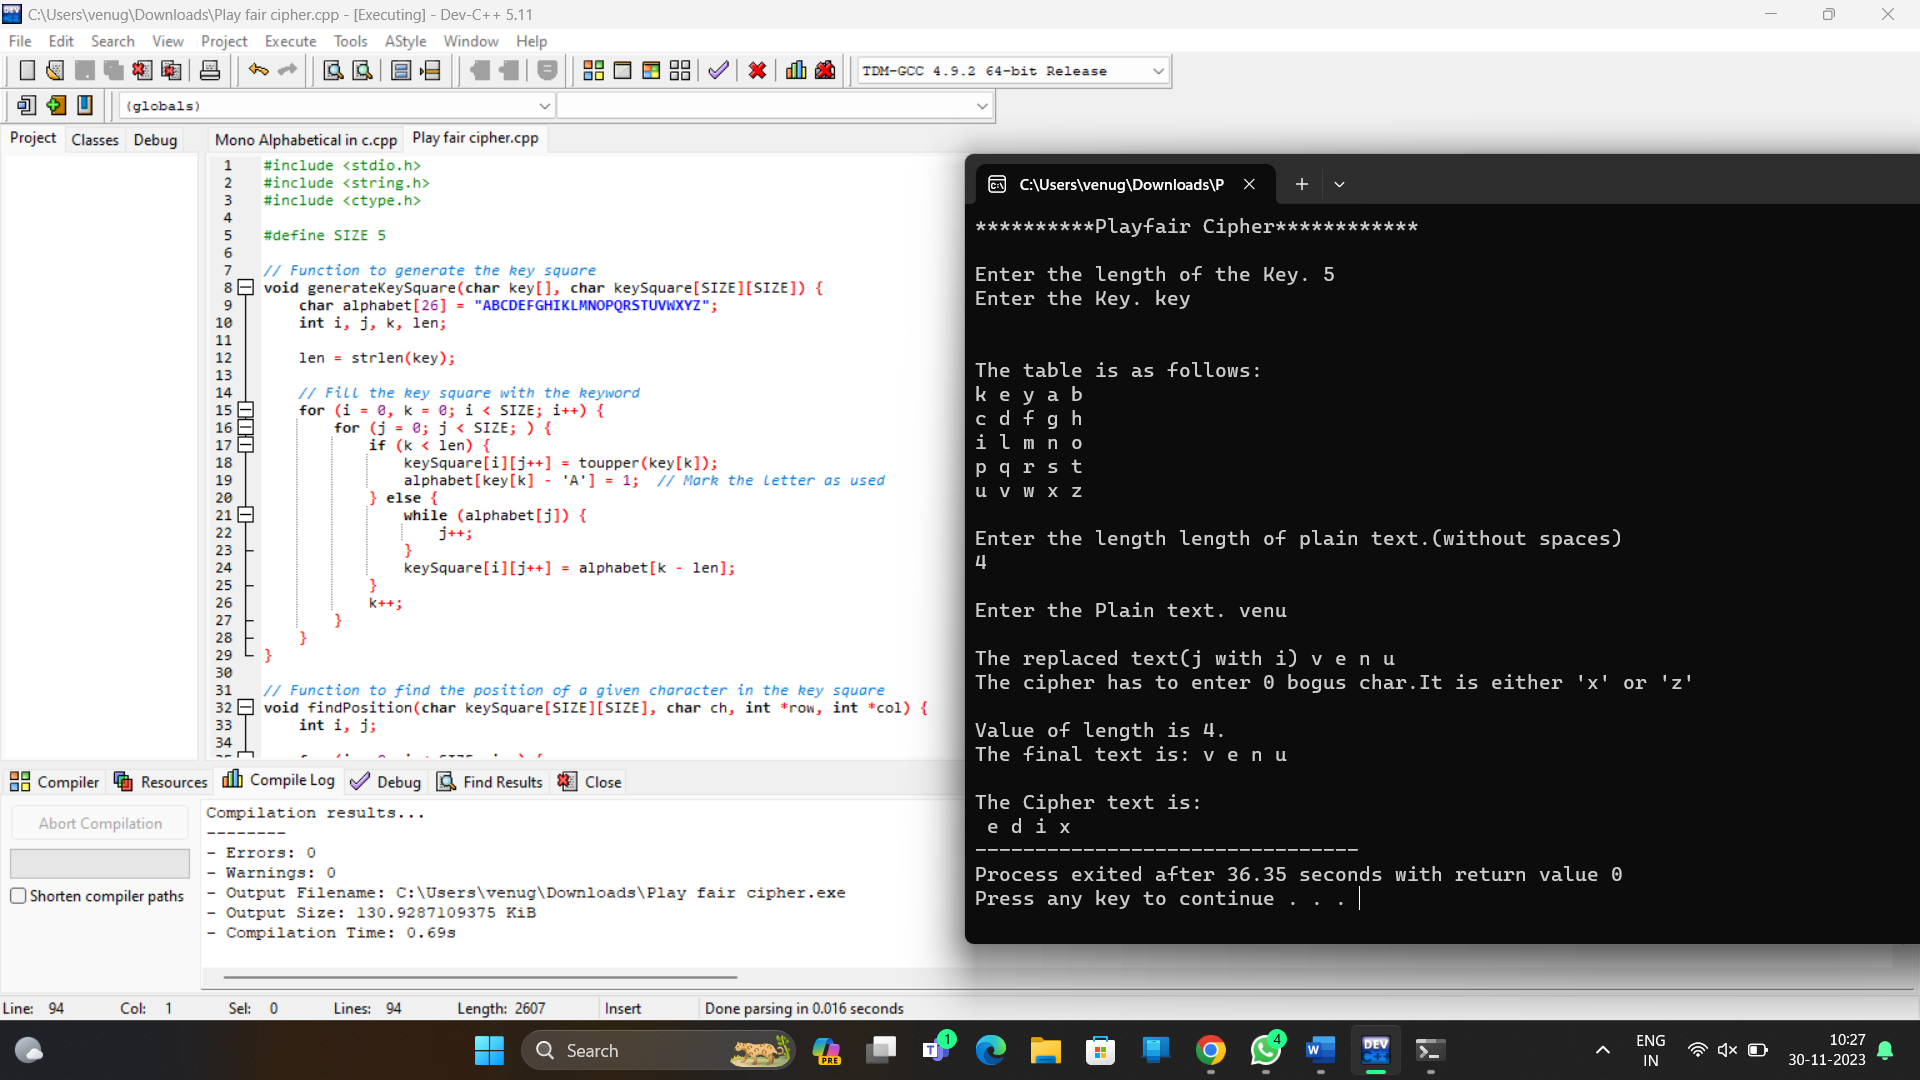 C:\Users\venug\Downloads\Play fair cipher.cpp - [Executing] - Dev-C++ 5.11
File Edit Search View Project Execute Tools AStyle Window Help
TDM-GCC 4.9.2 64-bit Release
(globals)
Project Classes Debug
Mono Alphabetical in c.cpp Play fair cipher.cpp
1 #include <stdio.h>
2 #include <string.h>
3 #include <ctype.h>
4
5 #define SIZE 5
6
7 // Function to generate the key square
8 void generateKeySquare(char key[], char keySquare[SIZE][SIZE]) {
9 char alphabet[26] = "ABCDEFGHIKLMNOPQRSTUVWXYZ";
10 int i, j, k, len;
11
12 len = strlen(key);
13
14 // Fill the key square with the keyword
15 for (i = 0, k = 0; i < SIZE; i++) {
16 for (j = 0; j < SIZE; ) {
17 if (k < len) {
18 keySquare[i][j++] = toupper(key[k]);
19 alphabet[key[k] - 'A'] = 1; // Mark the letter as used
20 } else {
21 while (alphabet[j]) {
22 j++;
23 }
24 keySquare[i][j++] = alphabet[k - len];
25 }
26 k++;
27 }
28 }
29 }
30
31 // Function to find the position of a given character in the key square
32 void findPosition(char keySquare[SIZE][SIZE], char ch, int *row, int *col) {
33 int i, j;
34
C:\Users\venug\Downloads\P
**********Playfair Cipher************
Enter the length of the Key. 5
Enter the Key. key
The table is as follows:
k e y a b
c d f g h
i l m n o
p q r s t
u v w x z
Enter the length length of plain text.(without spaces)
4
Enter the Plain text. venu
The replaced text(j with i) v e n u
The cipher has to enter 0 bogus char.It is either 'x' or 'z'
Value of length is 4.
The final text is: v e n u
The Cipher text is:
e d i x
--------------------------------
Process exited after 36.35 seconds with return value 0
Press any key to continue . . .
Compiler Resources Compile Log Debug Find Results Close
Abort Compilation
Shorten compiler paths
Compilation results...
--------
- Errors: 0
- Warnings: 0
- Output Filename: C:\Users\venug\Downloads\Play fair cipher.exe
- Output Size: 130.9287109375 KiB
- Compilation Time: 0.69s
Line: 94 Col: 1 Sel: 0 Lines: 94 Length: 2607 Insert Done parsing in 0.016 seconds
Search
PRE
1
4
DEV C++
ENG
IN
10:27
30-11-2023